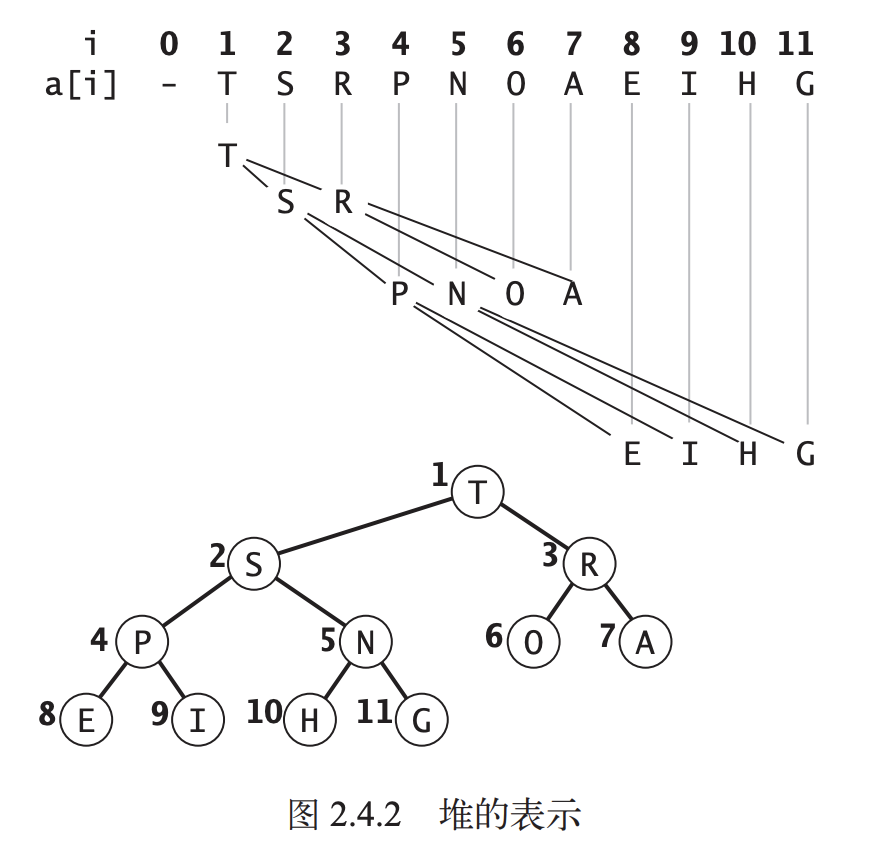 i 0 1 2 3 4 5 6 7 8 9 10 11
a[i] - T S R P N O A E I H G
T
S R
P N O A
E I H G
1 T
2 S 3 R
4 P 5 N 6 O 7 A
8 E 9 I 10 H 11 G
图 2.4.2 堆的表示